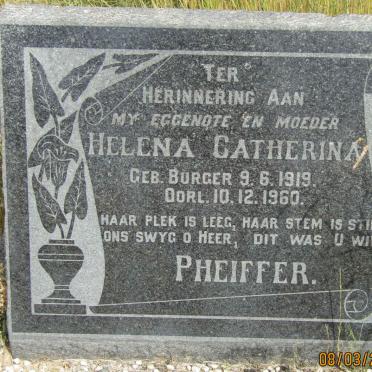 TER
HERINNERING AAN
MY EGGENOTE EN MOEDER
HELENA CATHERINA
GEB. BURGER 9.6.1919.
OORL. 10.12.1960.
HAAR PLEK IS LEEG, HAAR STEM IS
ONS SWYG O HEER, DIT WAS U
PHEIFFER.
08/03/